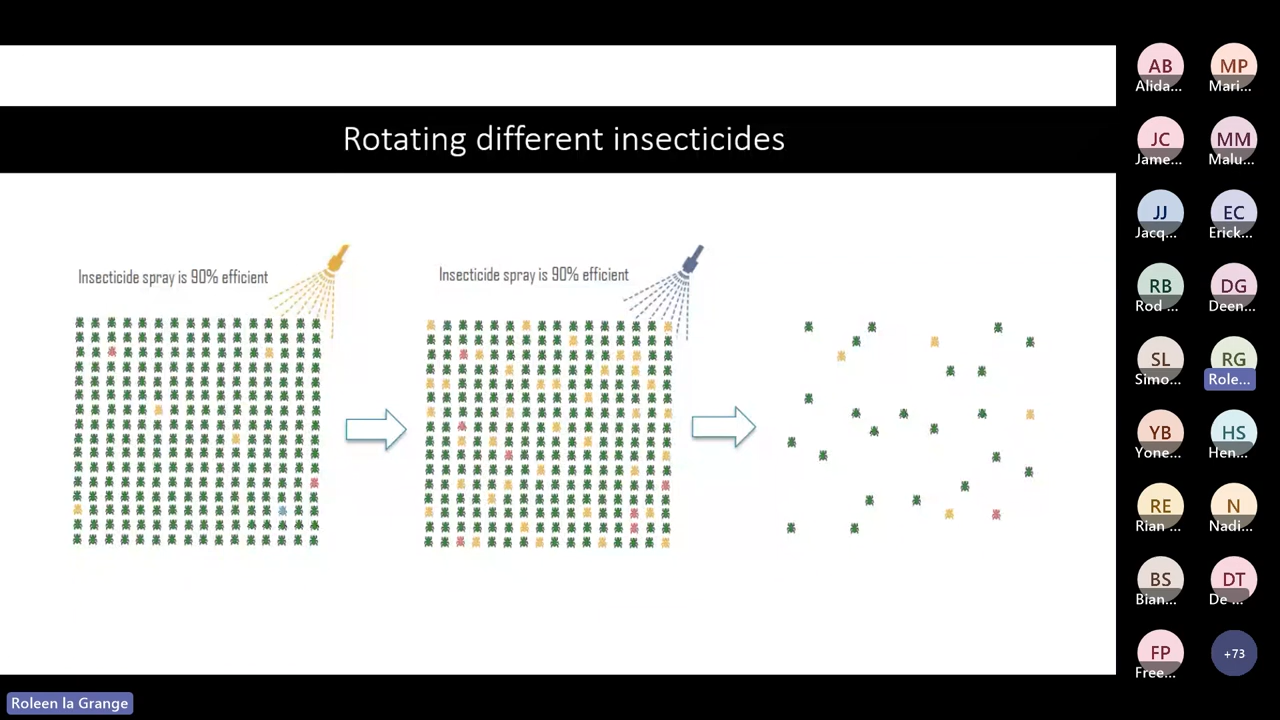 Rotating different insecticides
Insecticide spray is 90% efficient
Insecticide spray is 90% efficient
AB
Alida...
MP
Mari...
JC
Jame...
MM
Malu...
JJ
Jacq...
EC
Erick...
RB
Rod ...
DG
Deen...
SL
Simo...
RG
Role...
YB
Yone...
HS
Hen...
RE
Rian ...
N
Nadi...
BS
Bian...
DT
De ...
FP
Free...
+73
Roleen la Grange